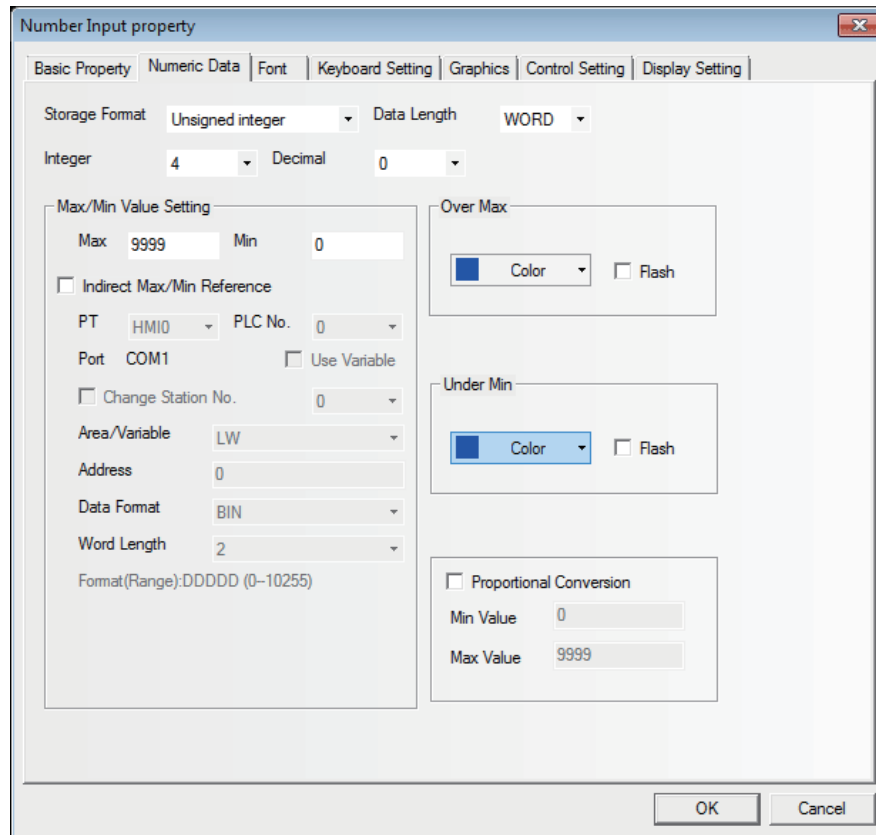 Number Input property
Basic Property Numeric Data Font Keyboard Setting Graphics Control Setting Display Setting
Storage Format Unsigned integer Data Length WORD
Integer 4 Decimal 0
Max/Min Value Setting
Max 9999 Min 0
Indirect Max/Min Reference
PT HMI0 PLC No. 0
Port COM1 Use Variable
Change Station No. 0
Area/Variable LW
Address 0
Data Format BIN
Word Length 2
Format(Range):DDDDD (0--10255)
Over Max
Color Flash
Under Min
Color Flash
Proportional Conversion
Min Value 0
Max Value 9999
OK Cancel